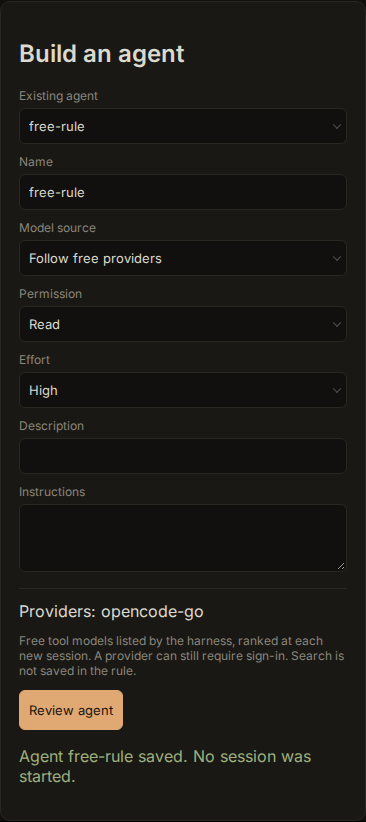 Build an agent
Existing agent
free-rule
Name
free-rule
Model source
Follow free providers
Permission
Read
Effort
High
Description
Instructions
Providers: opencode-go
Free tool models listed by the harness, ranked at each
new session. A provider can still require sign-in. Search is
not saved in the rule.
Review agent
Agent free-rule saved. No session was
started.